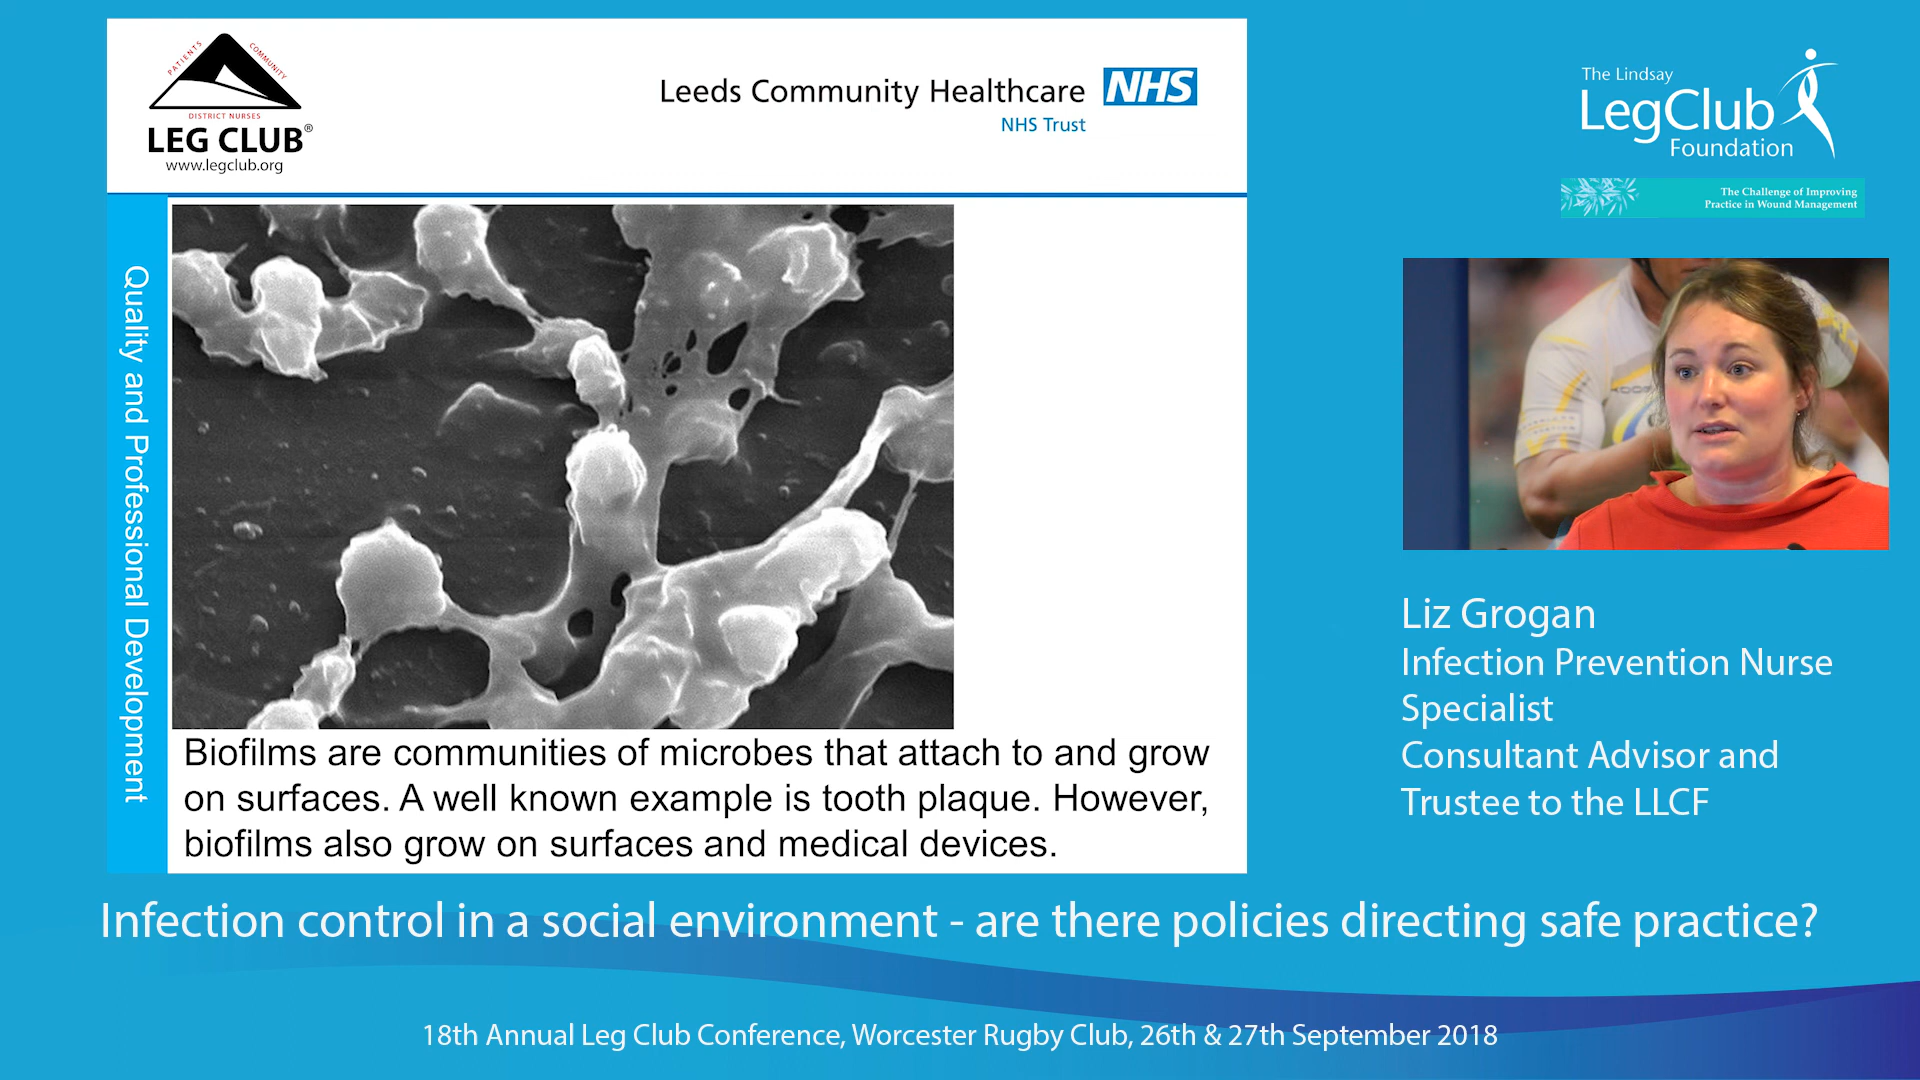 PATIENTS
COMMUNITY
DISTRICT NURSES
LEG CLUB®
www.legclub.org
Leeds Community Healthcare NHS
NHS Trust
The Lindsay
LegClub
Foundation
The Challenge of Improving
Practice in Wound Management
Quality and Professional Development
Biofilms are communities of microbes that attach to and grow
on surfaces. A well known example is tooth plaque. However,
biofilms also grow on surfaces and medical devices.
Liz Grogan
Infection Prevention Nurse
Specialist
Consultant Advisor and
Trustee to the LLCF
Infection control in a social environment - are there policies directing safe practice?
18th Annual Leg Club Conference, Worcester Rugby Club, 26th & 27th September 2018